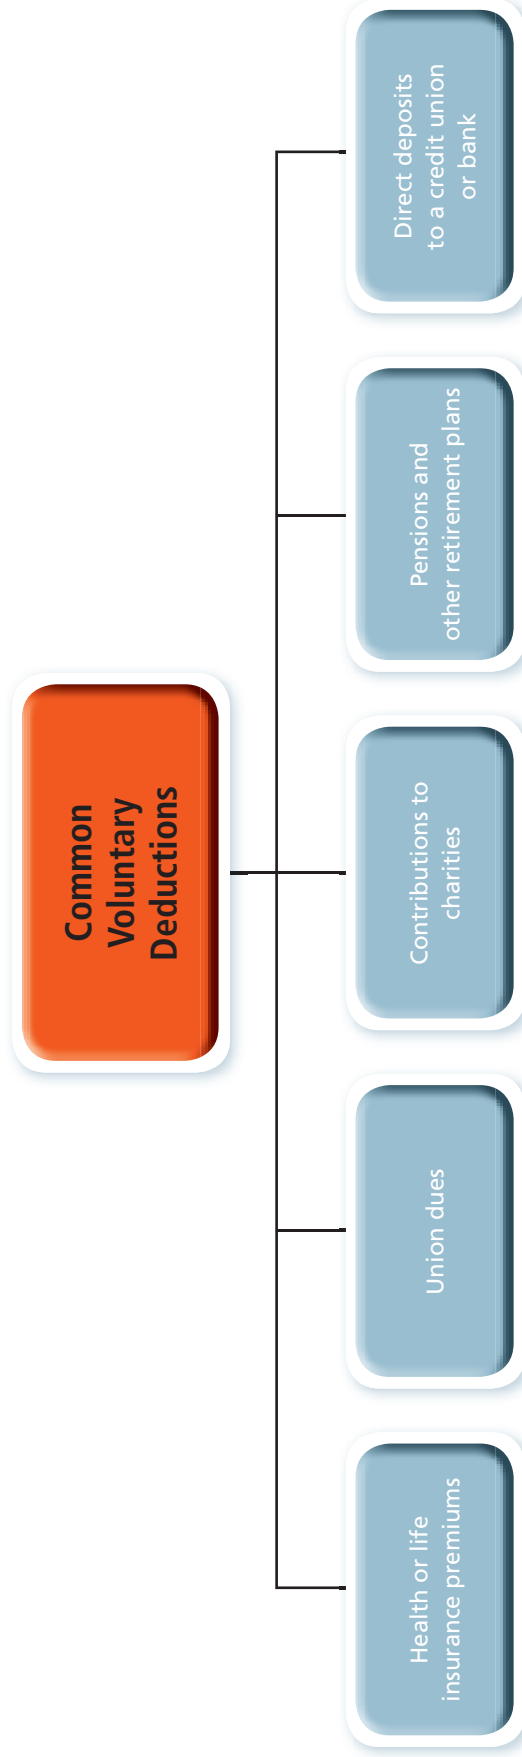 Common
Voluntary
Deductions
Health or life
insurance premiums
Union dues
Contributions to
charities
Pensions and
other retirement plans
Direct deposits
to a credit union
or bank